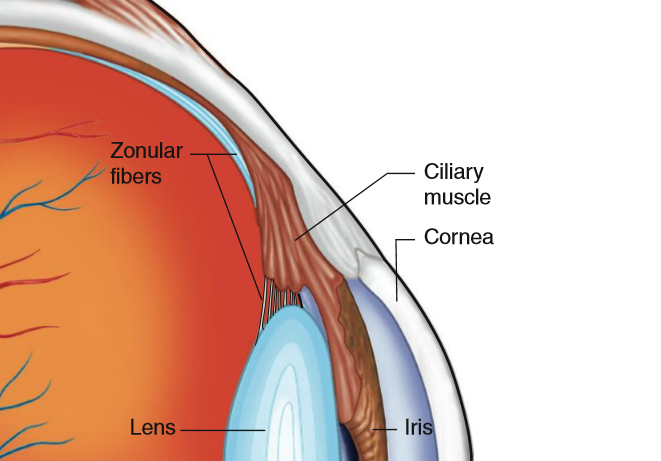 Zonular
fibers
Ciliary
muscle
Cornea
Lens
Iris